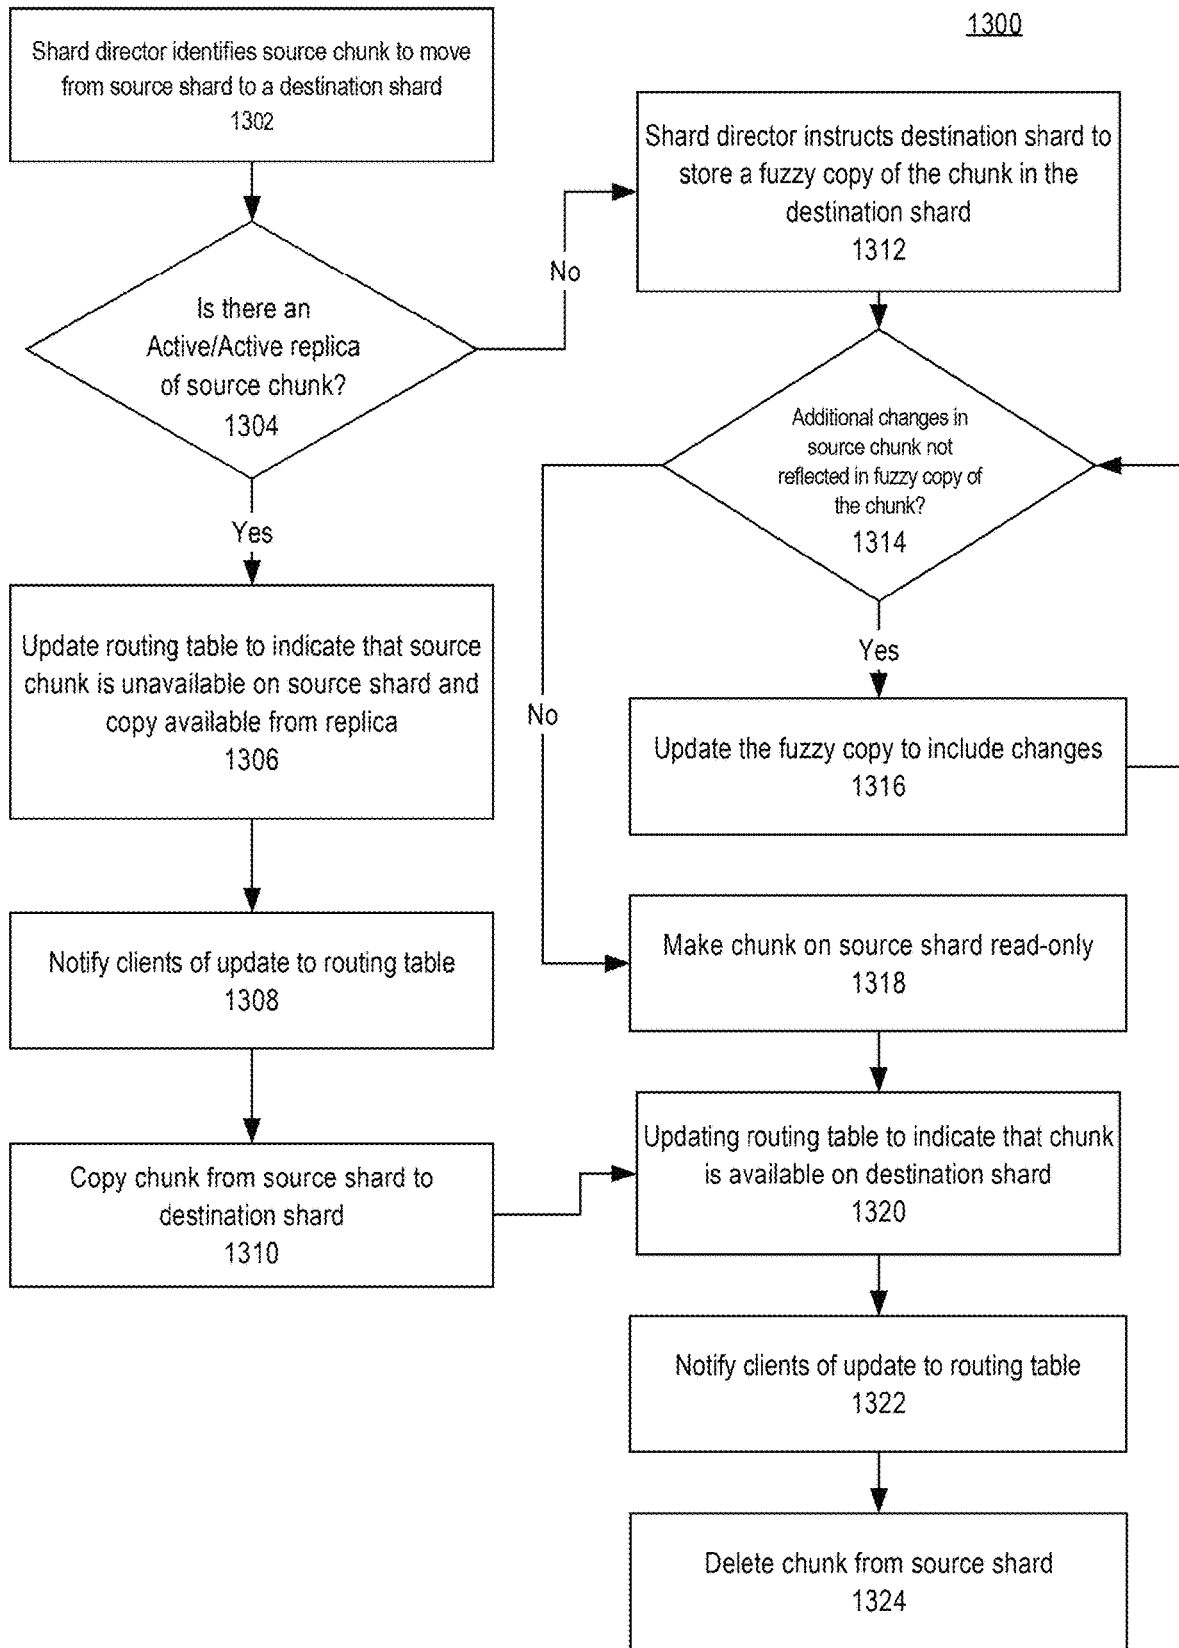 1300
Shard director identifies source chunk to move
from source shard to a destination shard
1302
Is there an
Active/Active replica
of source chunk?
1304
Yes
Update routing table to indicate that source
chunk is unavailable on source shard and
copy available from replica
1306
Notify clients of update to routing table
1308
Copy chunk from source shard to
destination shard
1310
No
Shard director instructs destination shard to
store a fuzzy copy of the chunk in the
destination shard
1312
Additional changes in
source chunk not
reflected in fuzzy copy of
the chunk?
1314
Yes
No
Update the fuzzy copy to include changes
1316
Make chunk on source shard read-only
1318
Updating routing table to indicate that chunk
is available on destination shard
1320
Notify clients of update to routing table
1322
Delete chunk from source shard
1324